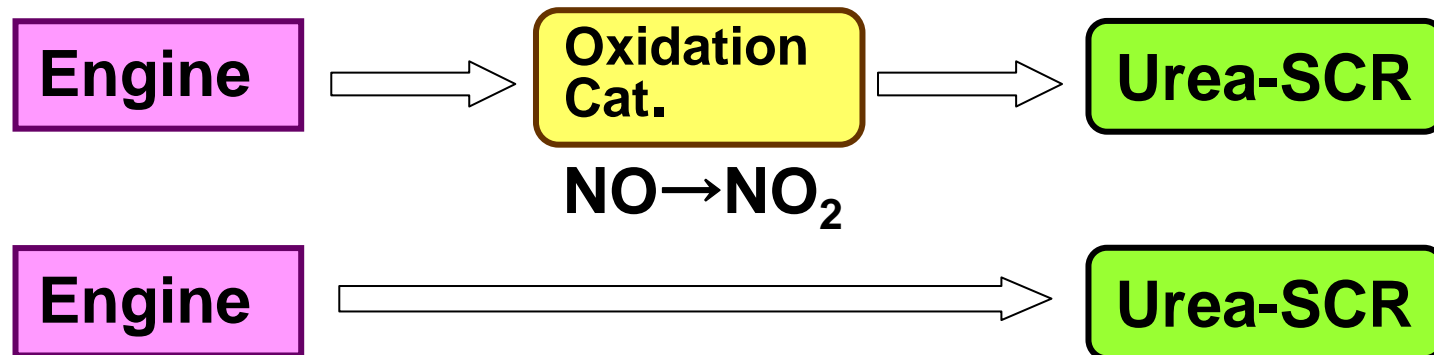 Engine
Oxidation
Cat.
Urea-SCR
NO→NO₂
Engine
Urea-SCR